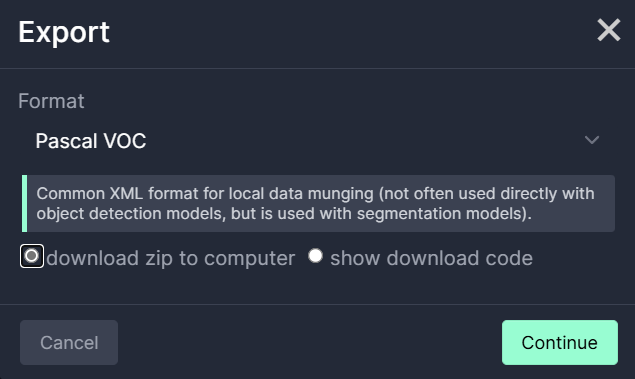 Export
Format
Pascal VOC
Common XML format for local data munging (not often used directly with
object detection models, but is used with segmentation models).
download zip to computer show download code
Cancel Continue